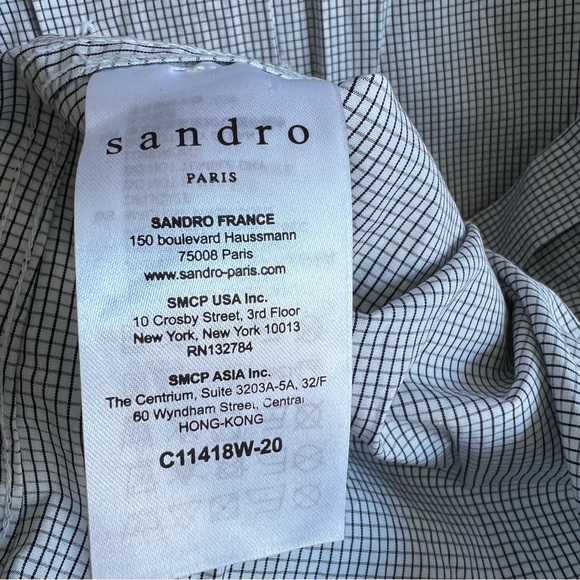 sandro
PARIS
SANDRO FRANCE
150 boulevard Haussmann
75008 Paris
www.sandro-paris.com
SMCP USA Inc.
10 Crosby Street, 3rd Floor
New York, New York 10013
RN132784
SMCP ASIA Inc.
The Centrium, Suite 3203A-5A, 32/F
60 Wyndham Street, Central
HONG-KONG
C11418W-20